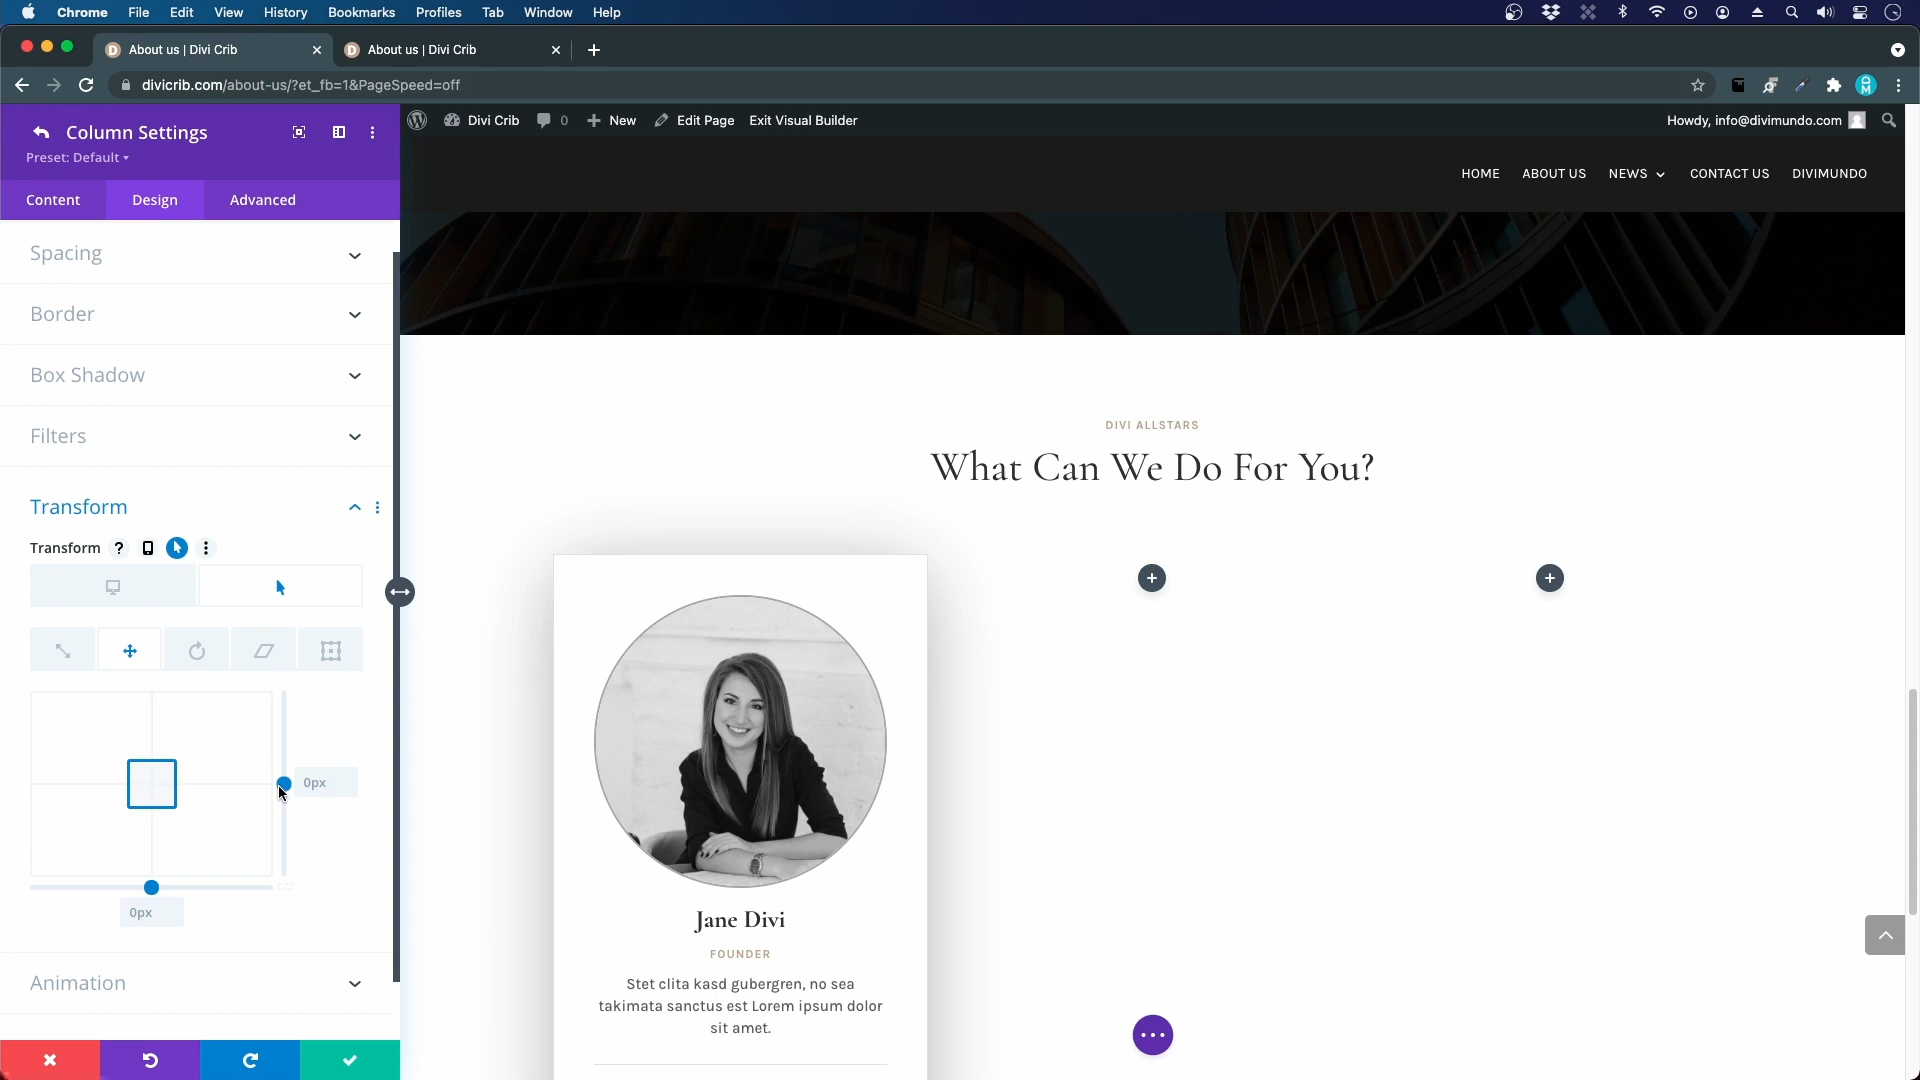 Chrome File Edit View History Bookmarks Profiles Tab Window Help
About us | Divi Crib
About us | Divi Crib
divicrib.com/about-us/?et_fb=1&PageSpeed=off
Column Settings
Preset: Default
Content Design Advanced
Spacing
Border
Box Shadow
Filters
Transform
Transform ?
0px
0px
Animation
Divi Crib 0 New Edit Page Exit Visual Builder Howdy, info@divimundo.com
HOME ABOUT US NEWS CONTACT US DIVIMUNDO
DIVI ALLSTARS
What Can We Do For You?
Jane Divi
FOUNDER
Stet clita kasd gubergren, no sea
takimata sanctus est Lorem ipsum dolor
sit amet.